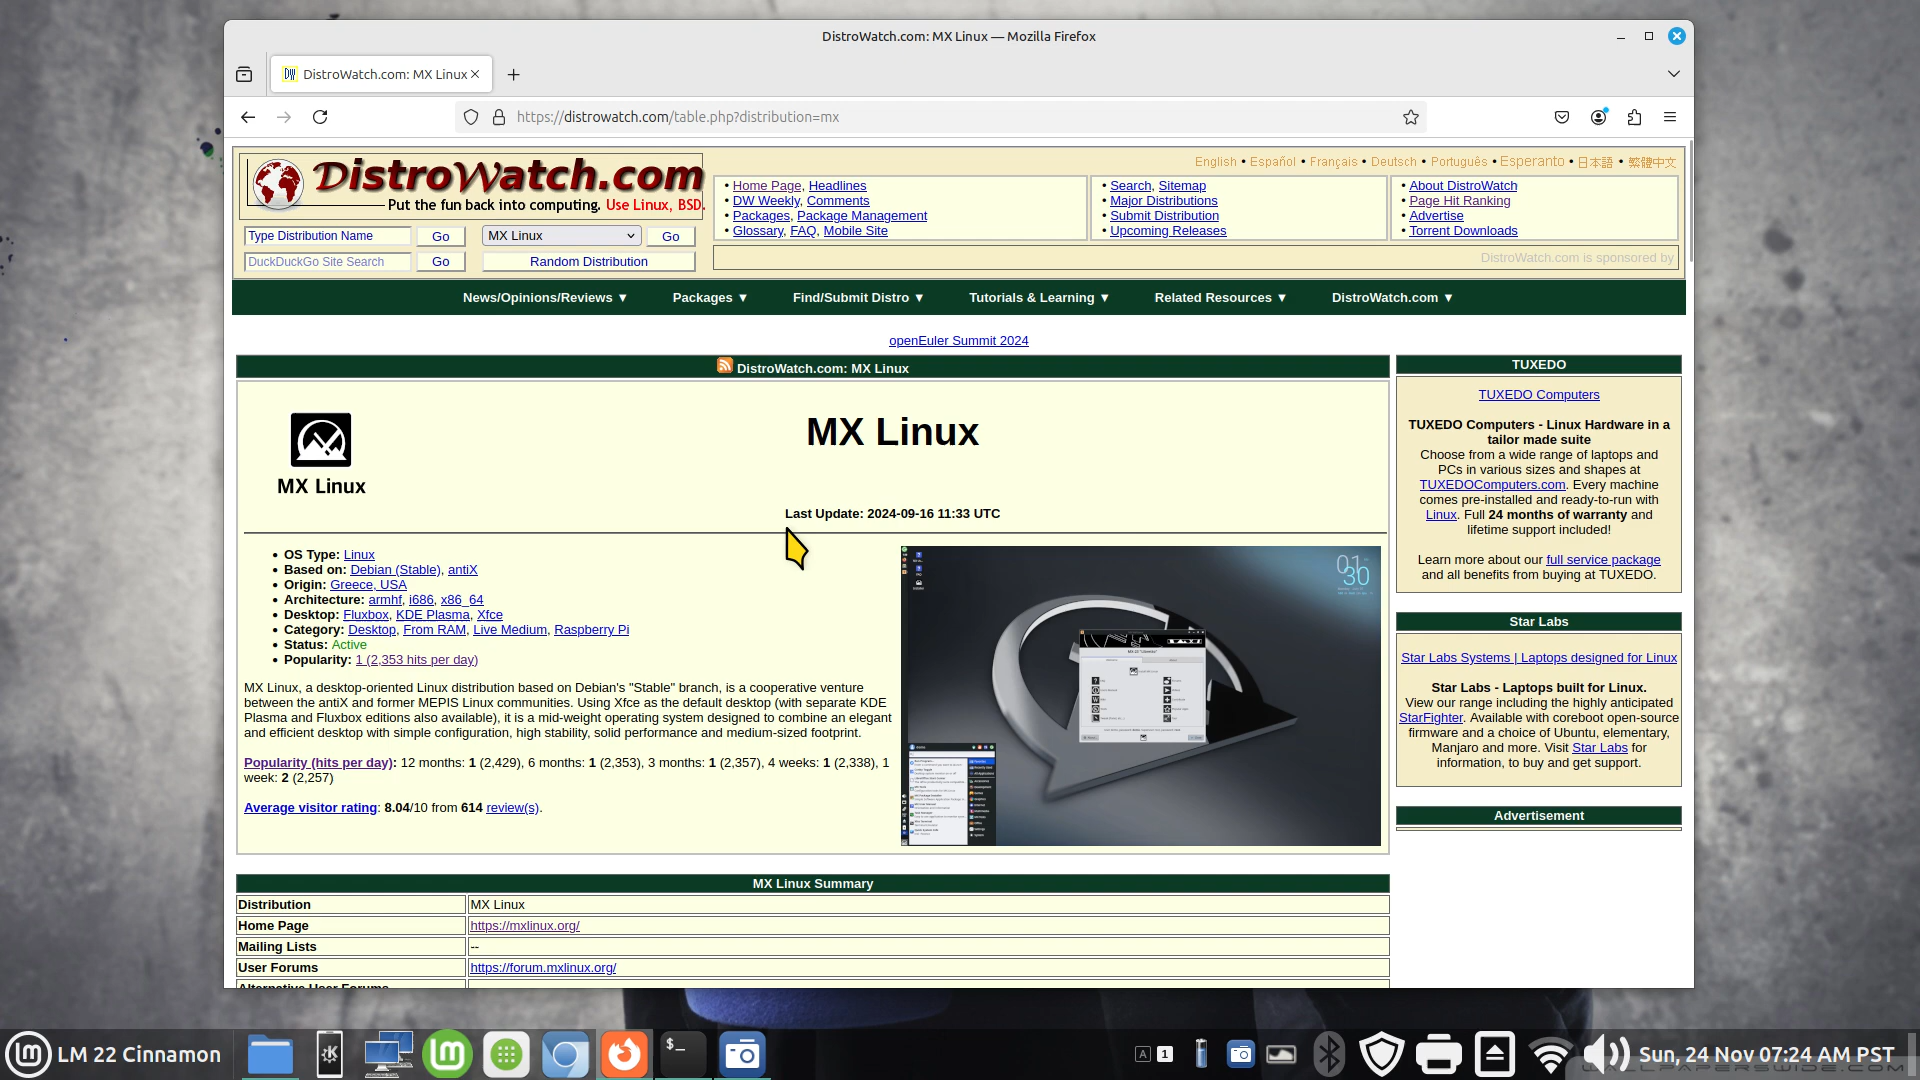 DistroWatch.com: MX Linux — Mozilla Firefox
DistroWatch.com: MX Linux
https://distrowatch.com/table.php?distribution=mx
DistroWatch.com
Put the fun back into computing. Use Linux, BSD.
English • Español • Français • Deutsch • Português • Esperanto • 日本語 • 繁體中文
• Home Page, Headlines
• DW Weekly, Comments
• Packages, Package Management
• Glossary, FAQ, Mobile Site
• Search, Sitemap
• Major Distributions
• Submit Distribution
• Upcoming Releases
• About DistroWatch
• Page Hit Ranking
• Advertise
• Torrent Downloads
Type Distribution Name Go MX Linux Go
DuckDuckGo Site Search Go Random Distribution
DistroWatch.com is sponsored by
News/Opinions/Reviews ▼ Packages ▼ Find/Submit Distro ▼ Tutorials & Learning ▼ Related Resources ▼ DistroWatch.com ▼
openEuler Summit 2024
DistroWatch.com: MX Linux
MX Linux
MX Linux
Last Update: 2024-09-16 11:33 UTC
• OS Type: Linux
• Based on: Debian (Stable), antiX
• Origin: Greece, USA
• Architecture: armhf, i686, x86_64
• Desktop: Fluxbox, KDE Plasma, Xfce
• Category: Desktop, From RAM, Live Medium, Raspberry Pi
• Status: Active
• Popularity: 1 (2,353 hits per day)
MX Linux, a desktop-oriented Linux distribution based on Debian's "Stable" branch, is a cooperative venture
between the antiX and former MEPIS Linux communities. Using Xfce as the default desktop (with separate KDE
Plasma and Fluxbox editions also available), it is a mid-weight operating system designed to combine an elegant
and efficient desktop with simple configuration, high stability, solid performance and medium-sized footprint.
Popularity (hits per day): 12 months: 1 (2,429), 6 months: 1 (2,353), 3 months: 1 (2,357), 4 weeks: 1 (2,338), 1
week: 2 (2,257)
Average visitor rating: 8.04/10 from 614 review(s).
01
30
MX Linux Summary
Distribution MX Linux
Home Page https://mxlinux.org/
Mailing Lists --
User Forums https://forum.mxlinux.org/
Alternative User Forums
TUXEDO
TUXEDO Computers
TUXEDO Computers - Linux Hardware in a
tailor made suite
Choose from a wide range of laptops and
PCs in various sizes and shapes at
TUXEDOComputers.com. Every machine
comes pre-installed and ready-to-run with
Linux. Full 24 months of warranty and
lifetime support included!
Learn more about our full service package
and all benefits from buying at TUXEDO.
Star Labs
Star Labs Systems | Laptops designed for Linux
Star Labs - Laptops built for Linux.
View our range including the highly anticipated
StarFighter. Available with coreboot open-source
firmware and a choice of Ubuntu, elementary,
Manjaro and more. Visit Star Labs for
information, to buy and get support.
Advertisement
LM 22 Cinnamon
A 1
Sun, 24 Nov 07:24 AM PST
WALLPAPERSWIDE.COM